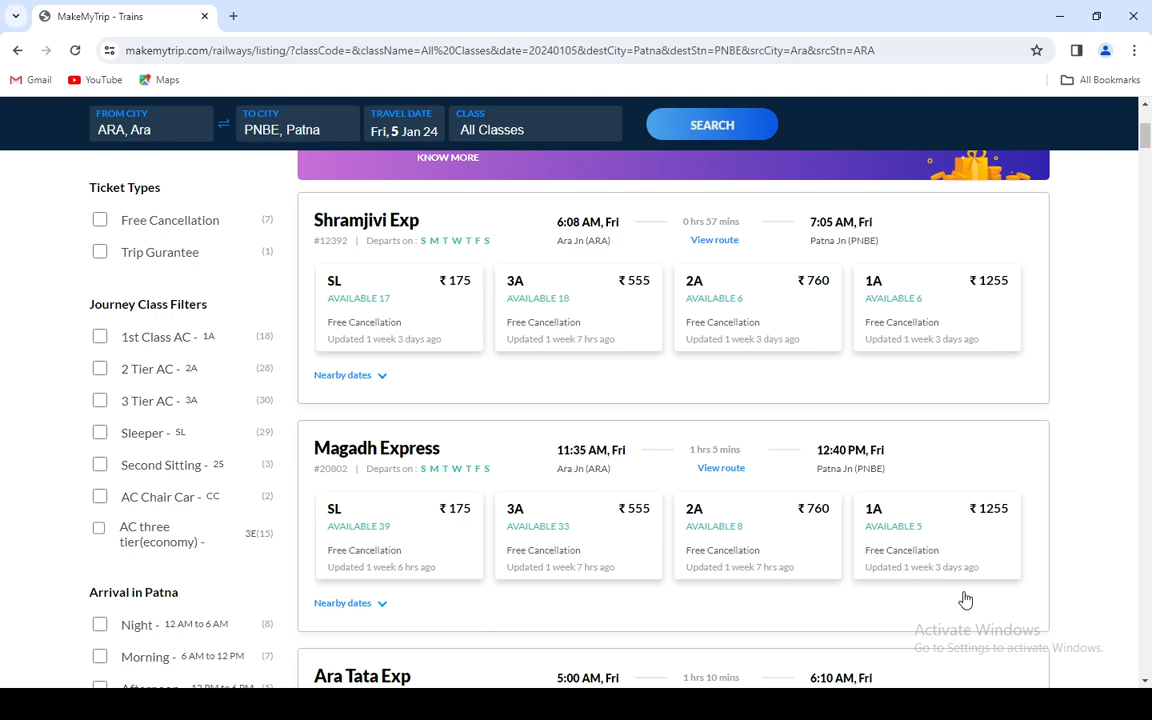 MakeMyTrip - Trains
makemytrip.com/railways/listing/?classCode=&className=All%20Classes&date=20240105&destCity=Patna&destStn=PNBE&srcCity=Ara&srcStn=ARA
Gmail YouTube Maps All Bookmarks
FROM CITY TO CITY TRAVEL DATE CLASS
ARA, Ara PNBE, Patna Fri, 5 Jan 24 All Classes SEARCH
KNOW MORE
Ticket Types
Free Cancellation (7)
Trip Gurantee (1)
Journey Class Filters
1st Class AC - 1A (18)
2 Tier AC - 2A (28)
3 Tier AC - 3A (30)
Sleeper - SL (29)
Second Sitting - 2S (3)
AC Chair Car - CC (2)
AC three
tier(economy) - 3E(15)
Arrival in Patna
Night - 12 AM to 6 AM (8)
Morning - 6 AM to 12 PM (7)
Shramjivi Exp 6:08 AM, Fri 0 hrs 57 mins 7:05 AM, Fri
#12392 | Departs on : S M T W T F S Ara Jn (ARA) View route Patna Jn (PNBE)
SL ₹ 175 3A ₹ 555 2A ₹ 760 1A ₹ 1255
AVAILABLE 17 AVAILABLE 18 AVAILABLE 6 AVAILABLE 6
Free Cancellation Free Cancellation Free Cancellation Free Cancellation
Updated 1 week 3 days ago Updated 1 week 7 hrs ago Updated 1 week 3 days ago Updated 1 week 3 days ago
Nearby dates
Magadh Express 11:35 AM, Fri 1 hrs 5 mins 12:40 PM, Fri
#20802 | Departs on : S M T W T F S Ara Jn (ARA) View route Patna Jn (PNBE)
SL ₹ 175 3A ₹ 555 2A ₹ 760 1A ₹ 1255
AVAILABLE 39 AVAILABLE 33 AVAILABLE 8 AVAILABLE 5
Free Cancellation Free Cancellation Free Cancellation Free Cancellation
Updated 1 week 6 hrs ago Updated 1 week 7 hrs ago Updated 1 week 7 hrs ago Updated 1 week 3 days ago
Nearby dates
Ara Tata Exp 5:00 AM, Fri 1 hrs 10 mins 6:10 AM, Fri
Activate Windows
Go to Settings to activate Windows.